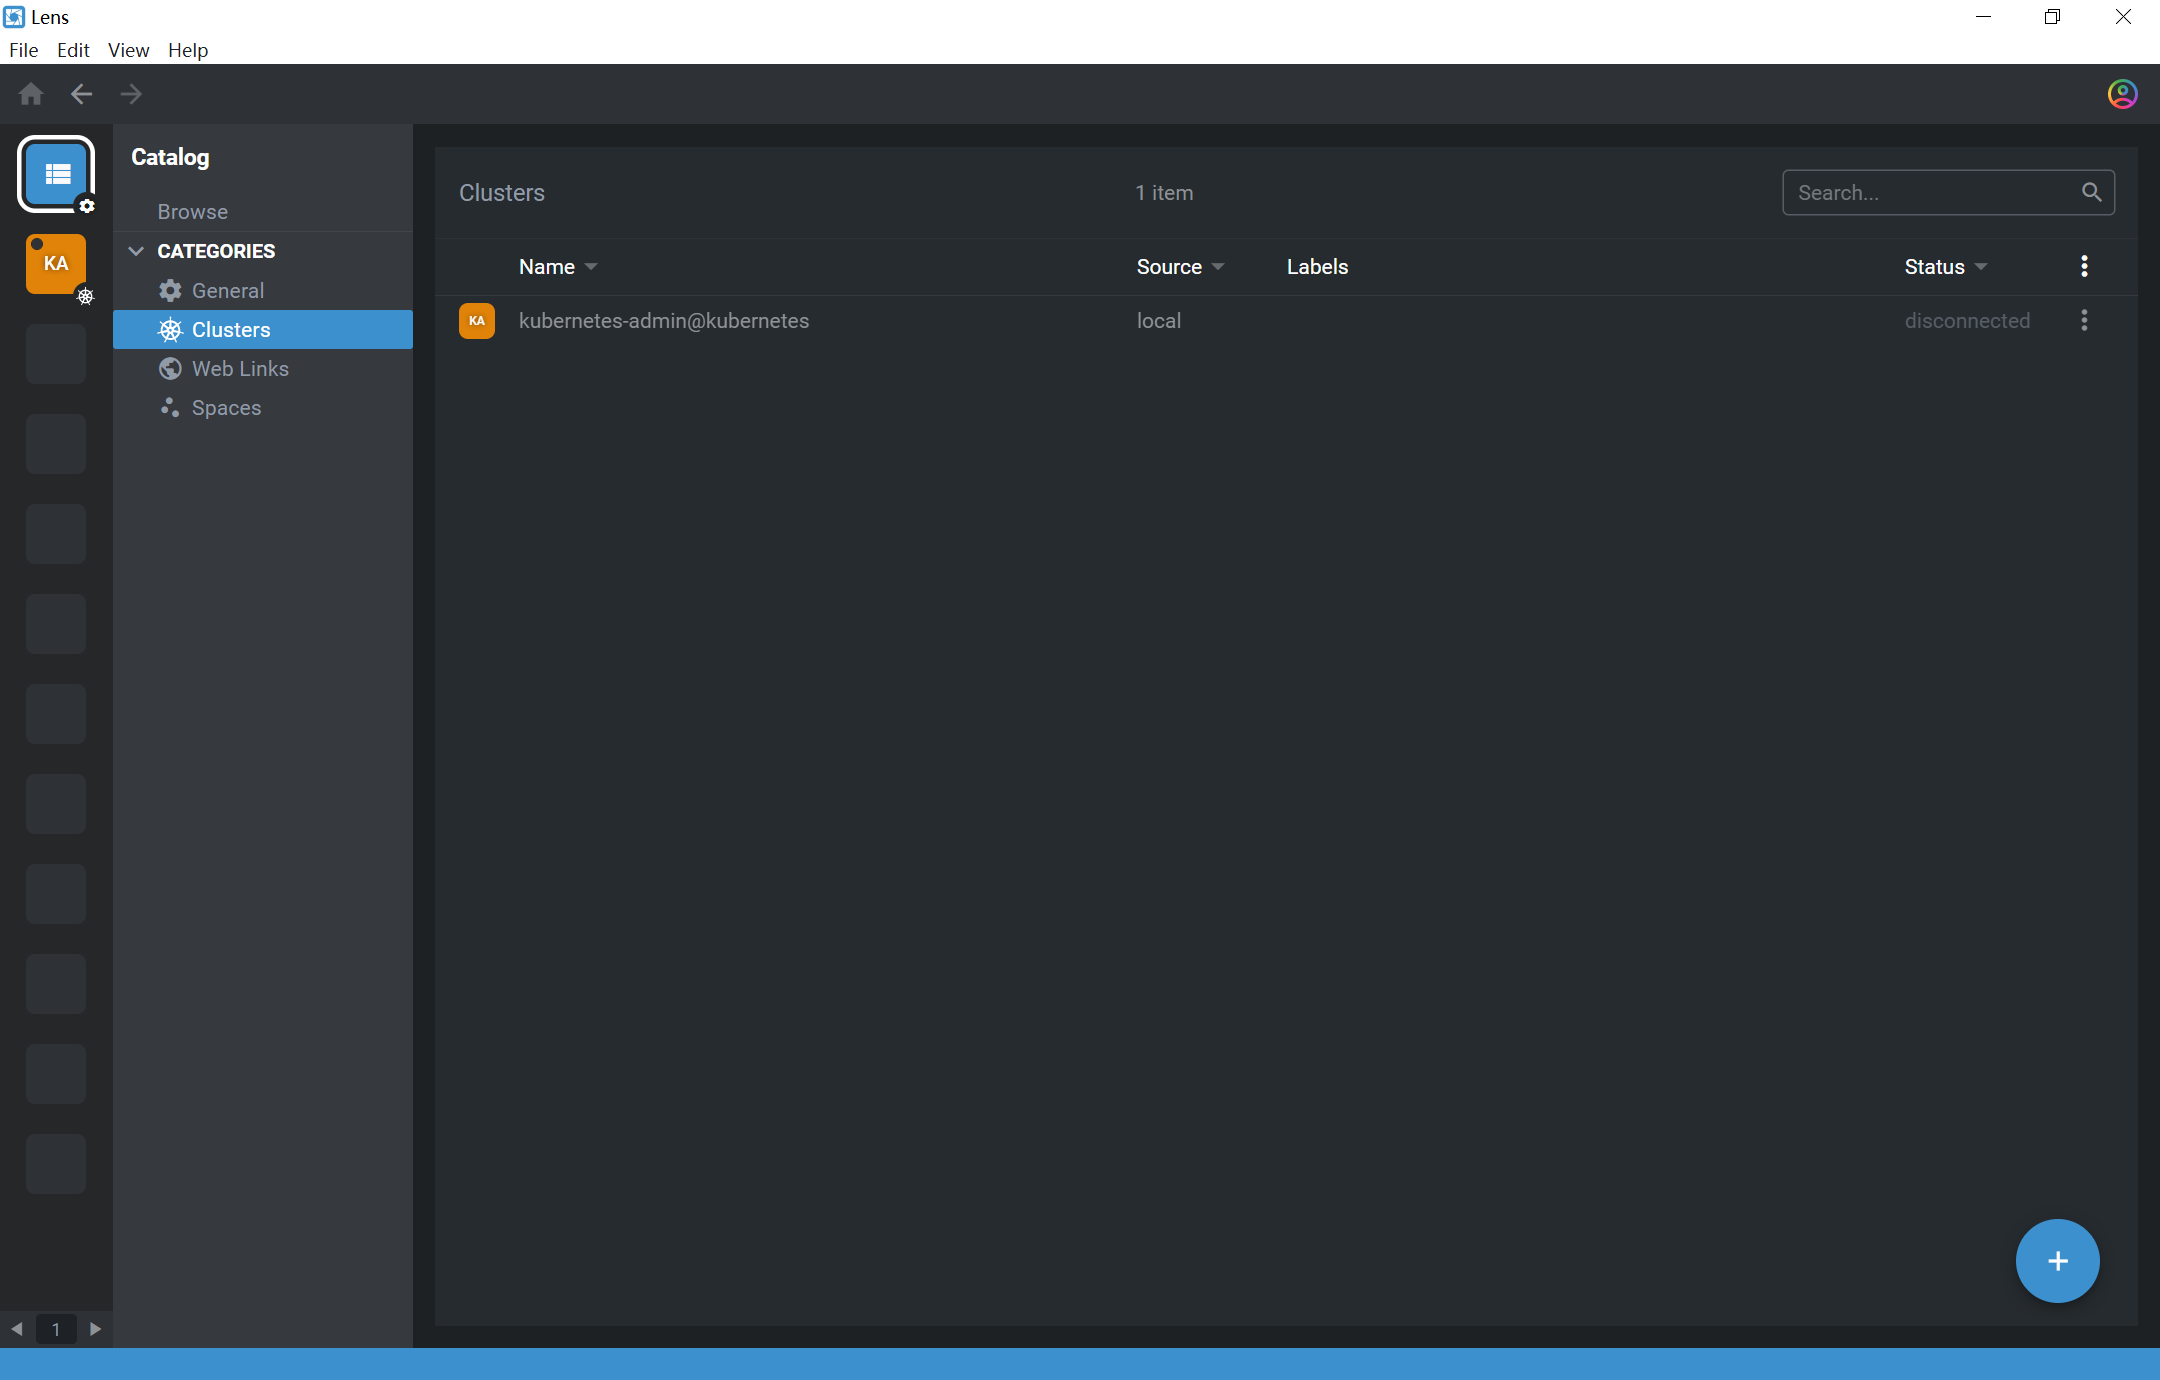 Lens
File Edit View Help
Catalog
Browse
CATEGORIES
General
Clusters
Web Links
Spaces
KA
1
Clusters 1 item Search...
Name Source Labels Status
KA kubernetes-admin@kubernetes local disconnected